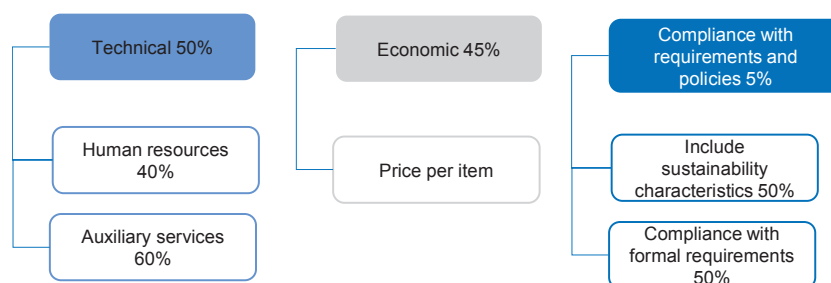 Technical 50%
Human resources
40%
Auxiliary services
60%
Economic 45%
Price per item
Compliance with
requirements and
policies 5%
Include
sustainability
characteristics 50%
Compliance with
formal requirements
50%